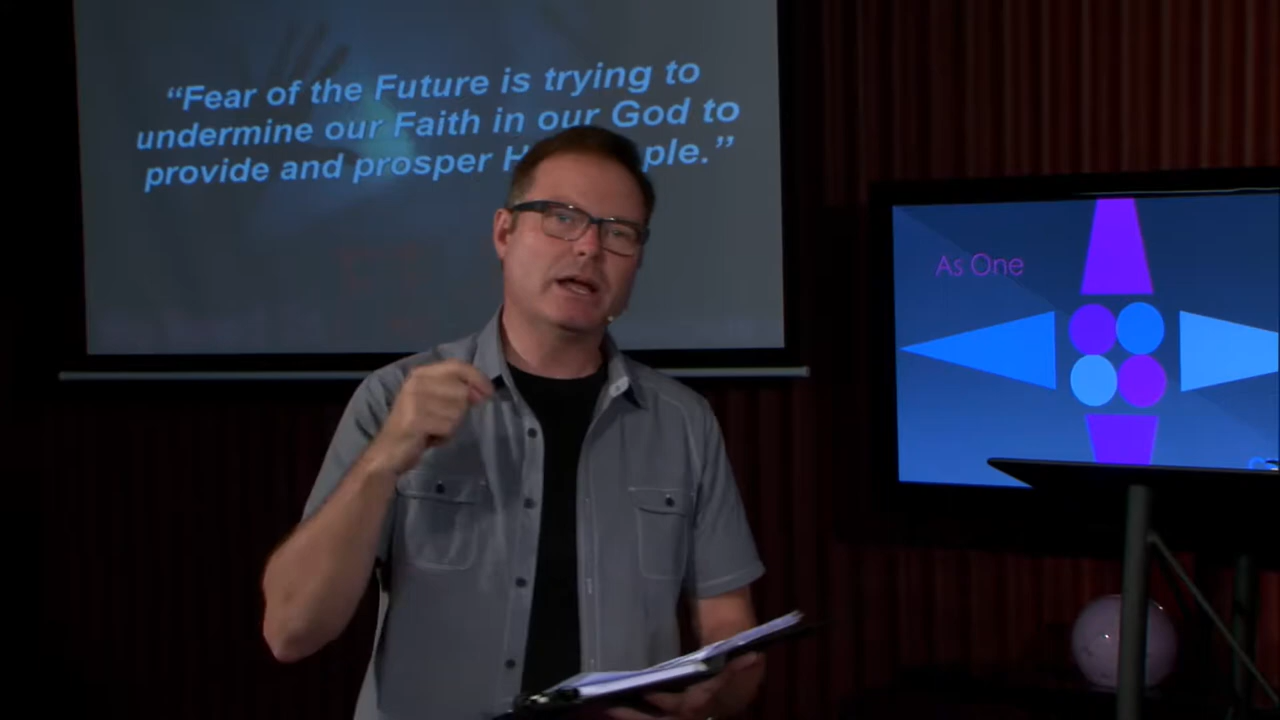 “Fear of the Future is trying to
undermine our Faith in our God to
provide and prosper H ple.”
As One